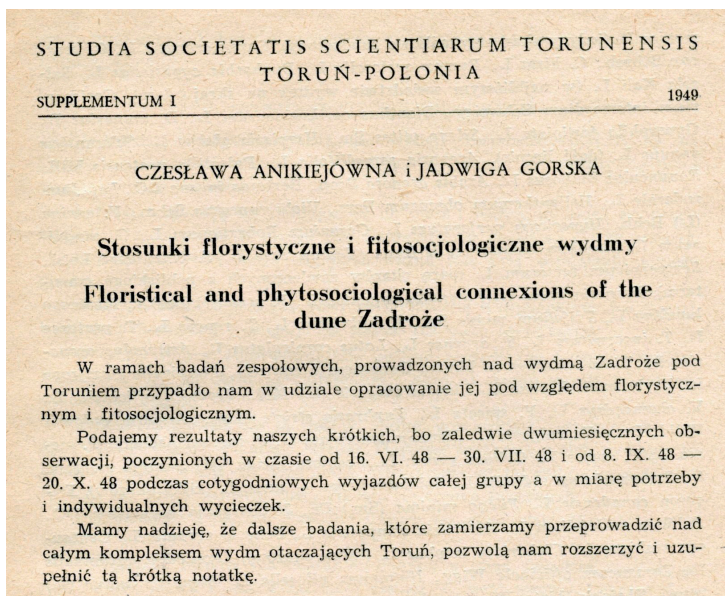 STUDIA SOCIETATIS SCIENTIARUM TORUNENSIS
TORUŃ-POLONIA
SUPPLEMENTUM I 1949
CZESŁAWA ANIKIEJÓWNA i JADWIGA GORSKA
Stosunki florystyczne i fitosocjologiczne wydmy
Floristical and phytosociological connexions of the
dune Zadroże
W ramach badań zespołowych, prowadzonych nad wydmą Zadroże pod
Toruniem przypadło nam w udziale opracowanie jej pod względem florystycz-
nym i fitosocjologicznym.
Podajemy rezultaty naszych krótkich, bo zaledwie dwumiesięcznych ob-
serwacji, poczynionych w czasie od 16. VI. 48 — 30. VII. 48 i od 8. IX. 48 —
20. X. 48 podczas cotygodniowych wyjazdów całej grupy a w miarę potrzeby
i indywidualnych wycieczek.
Mamy nadzieję, że dalsze badania, które zamierzamy przeprowadzić nad
całym kompleksem wydm otaczających Toruń, pozwolą nam rozszerzyć i uzu-
pełnić tą krótką notatkę.